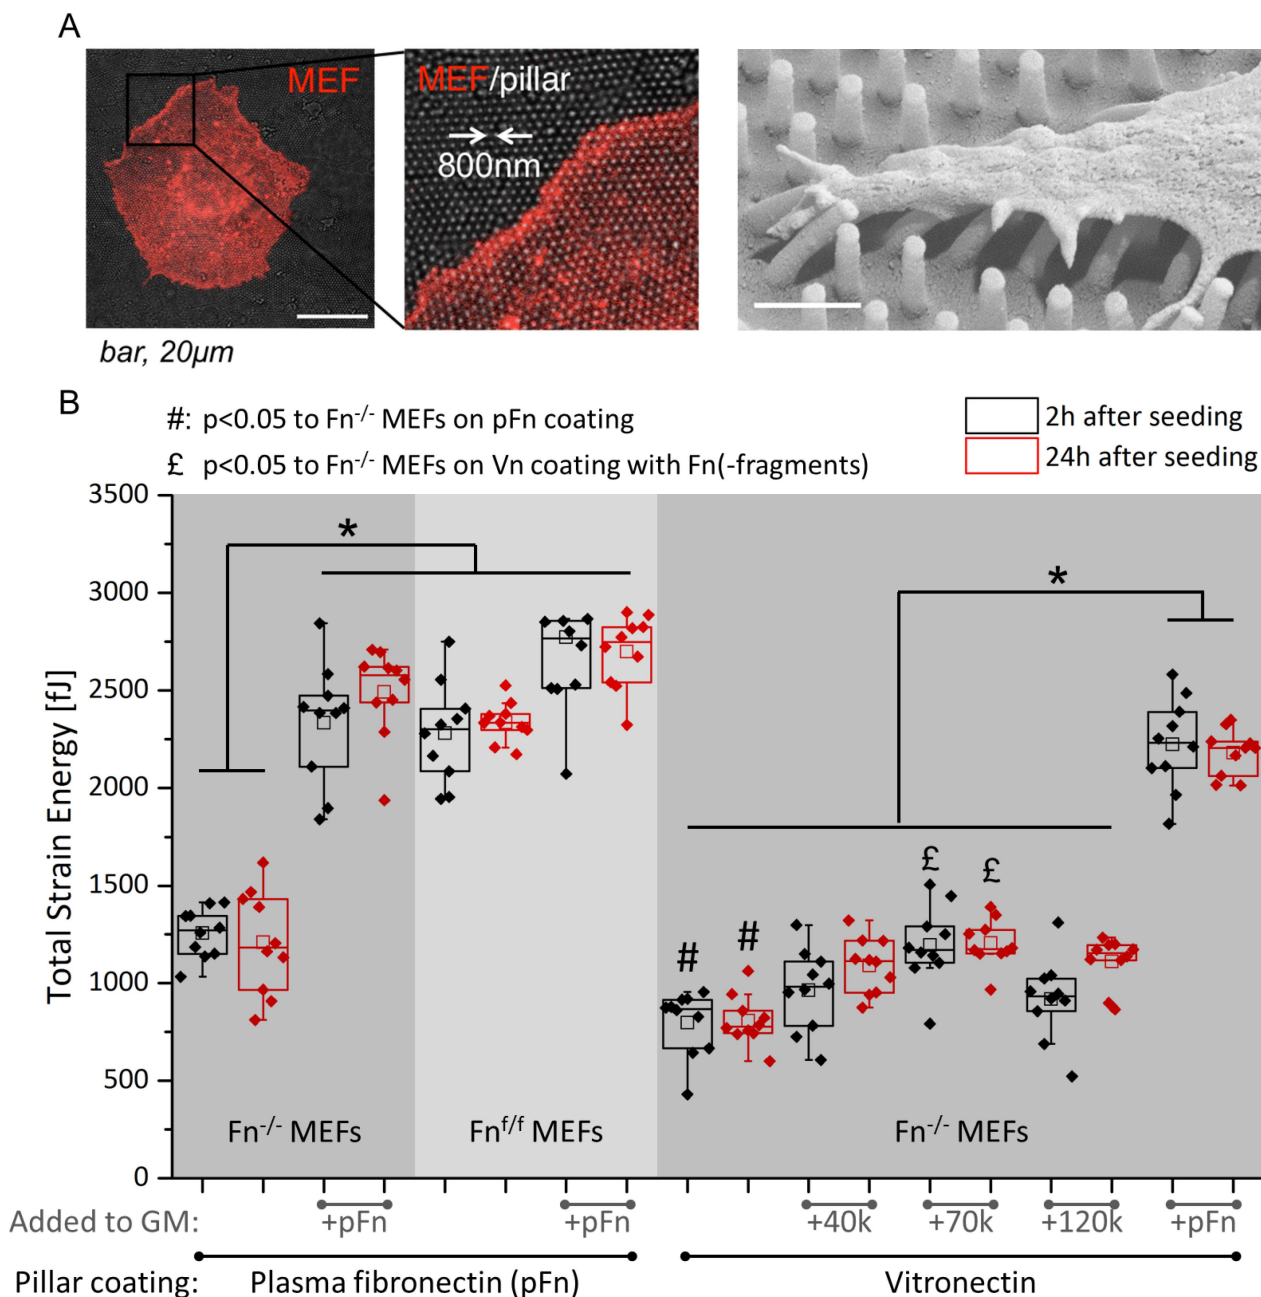 A
MEF
MEF/pillar
800nm
bar, 20µm
B
#: p<0.05 to Fn-/- MEFs on pFn coating
£ p<0.05 to Fn-/- MEFs on Vn coating with Fn(-fragments)
2h after seeding
24h after seeding
Total Strain Energy [fJ]
3500
3000
2500
2000
1500
1000
500
0
*
*
# # £ £
Fn-/- MEFs
Fnf/f MEFs
Fn-/- MEFs
Added to GM: +pFn +pFn +40k +70k +120k +pFn
Pillar coating: Plasma fibronectin (pFn) Vitronectin